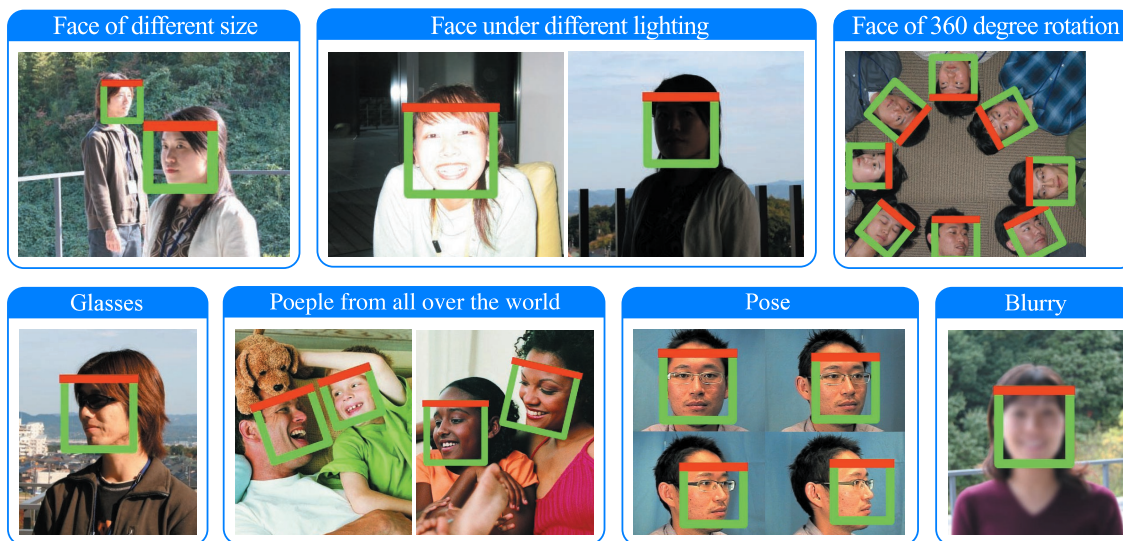 Face of different size
Face under different lighting
Face of 360 degree rotation
Glasses
Poeple from all over the world
Pose
Blurry